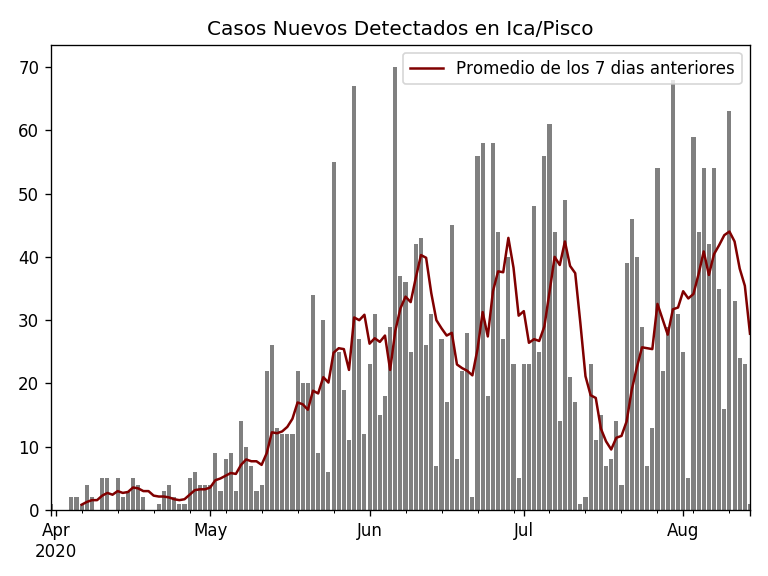 Casos Nuevos Detectados en Ica/Pisco
Promedio de los 7 dias anteriores
70
60
50
40
30
20
10
0
Apr
2020
May
Jun
Jul
Aug